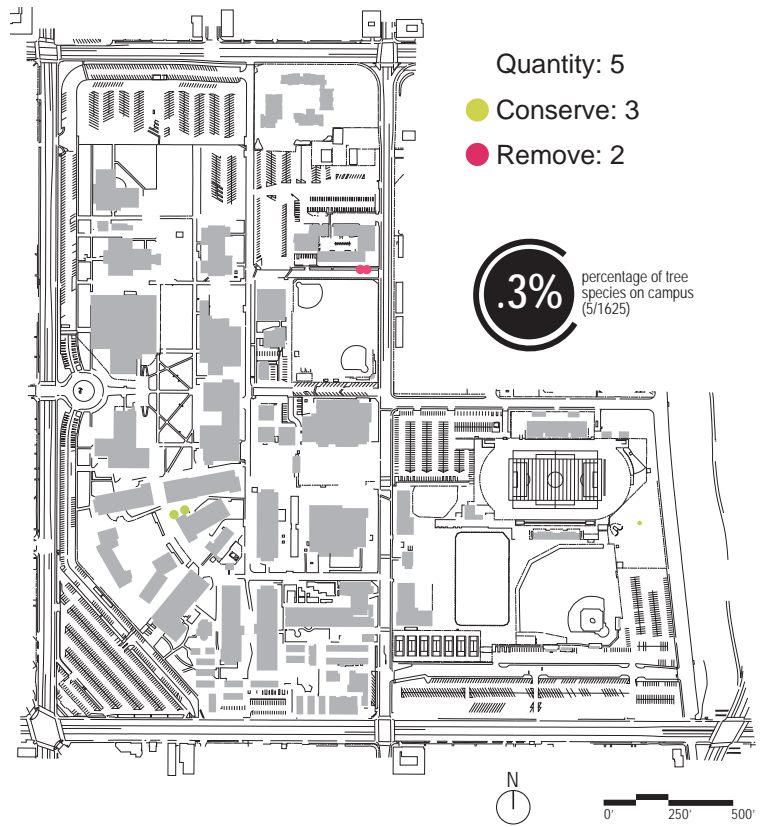 Quantity: 5
Conserve: 3
Remove: 2
.3%
percentage of tree
species on campus
(5/1625)
N
0' 250' 500'